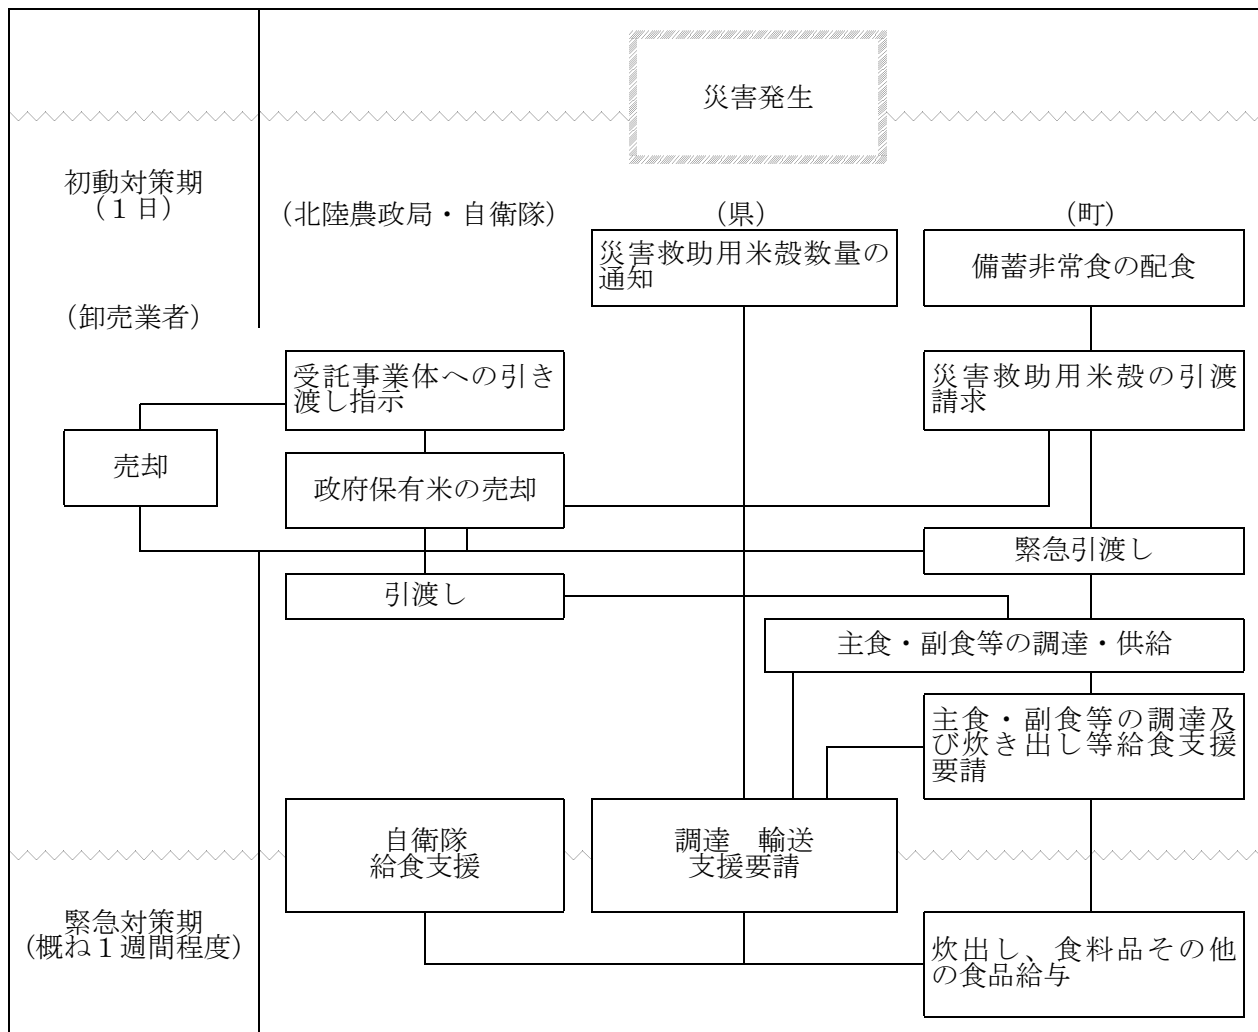 災害発生
初動対策期
（１日）
（北陸農政局・自衛隊）
（県）
（町）
災害救助用米殻数量の
通知
備蓄非常食の配食
（卸売業者）
受託事業体への引き
渡し指示
災害救助用米殻の引渡
請求
売却
政府保有米の売却
緊急引渡し
引渡し
主食・副食等の調達・供給
主食・副食等の調達及
び炊き出し等給食支援
要請
自衛隊
給食支援
調達　輸送
支援要請
緊急対策期
（概ね１週間程度）
炊出し、食料品その他
の食品給与